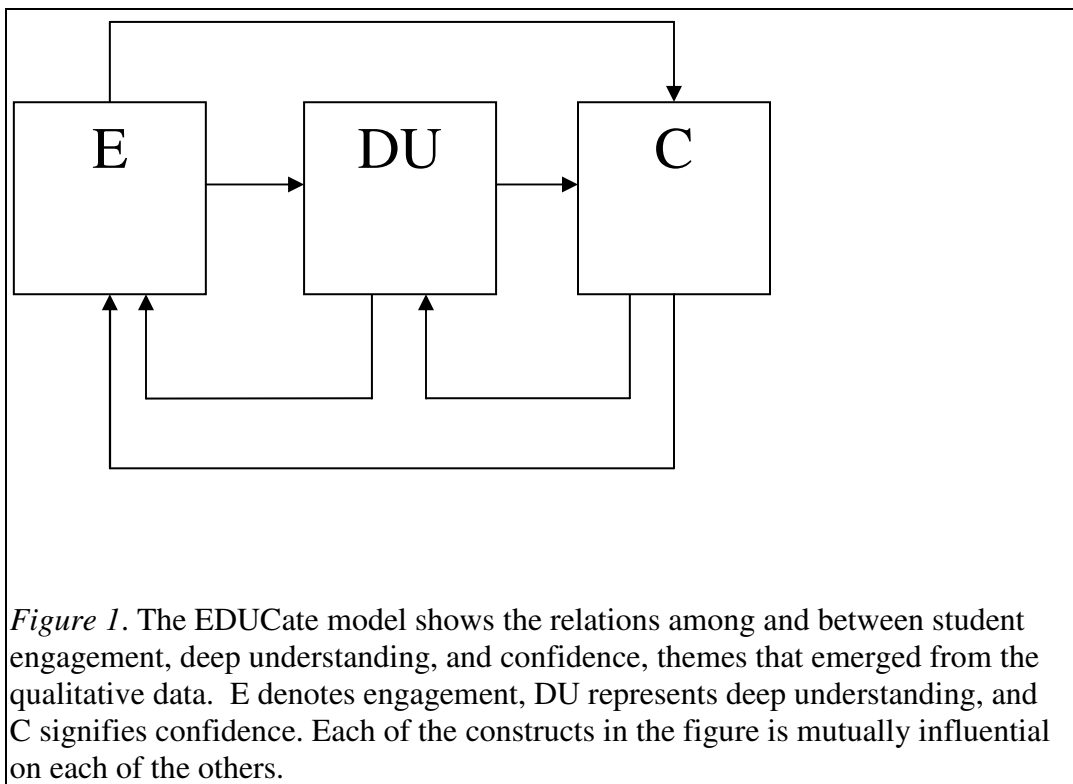 E
DU
C
Figure 1. The EDUCate model shows the relations among and between student
engagement, deep understanding, and confidence, themes that emerged from the
qualitative data.  E denotes engagement, DU represents deep understanding, and
C signifies confidence. Each of the constructs in the figure is mutually influential
on each of the others.